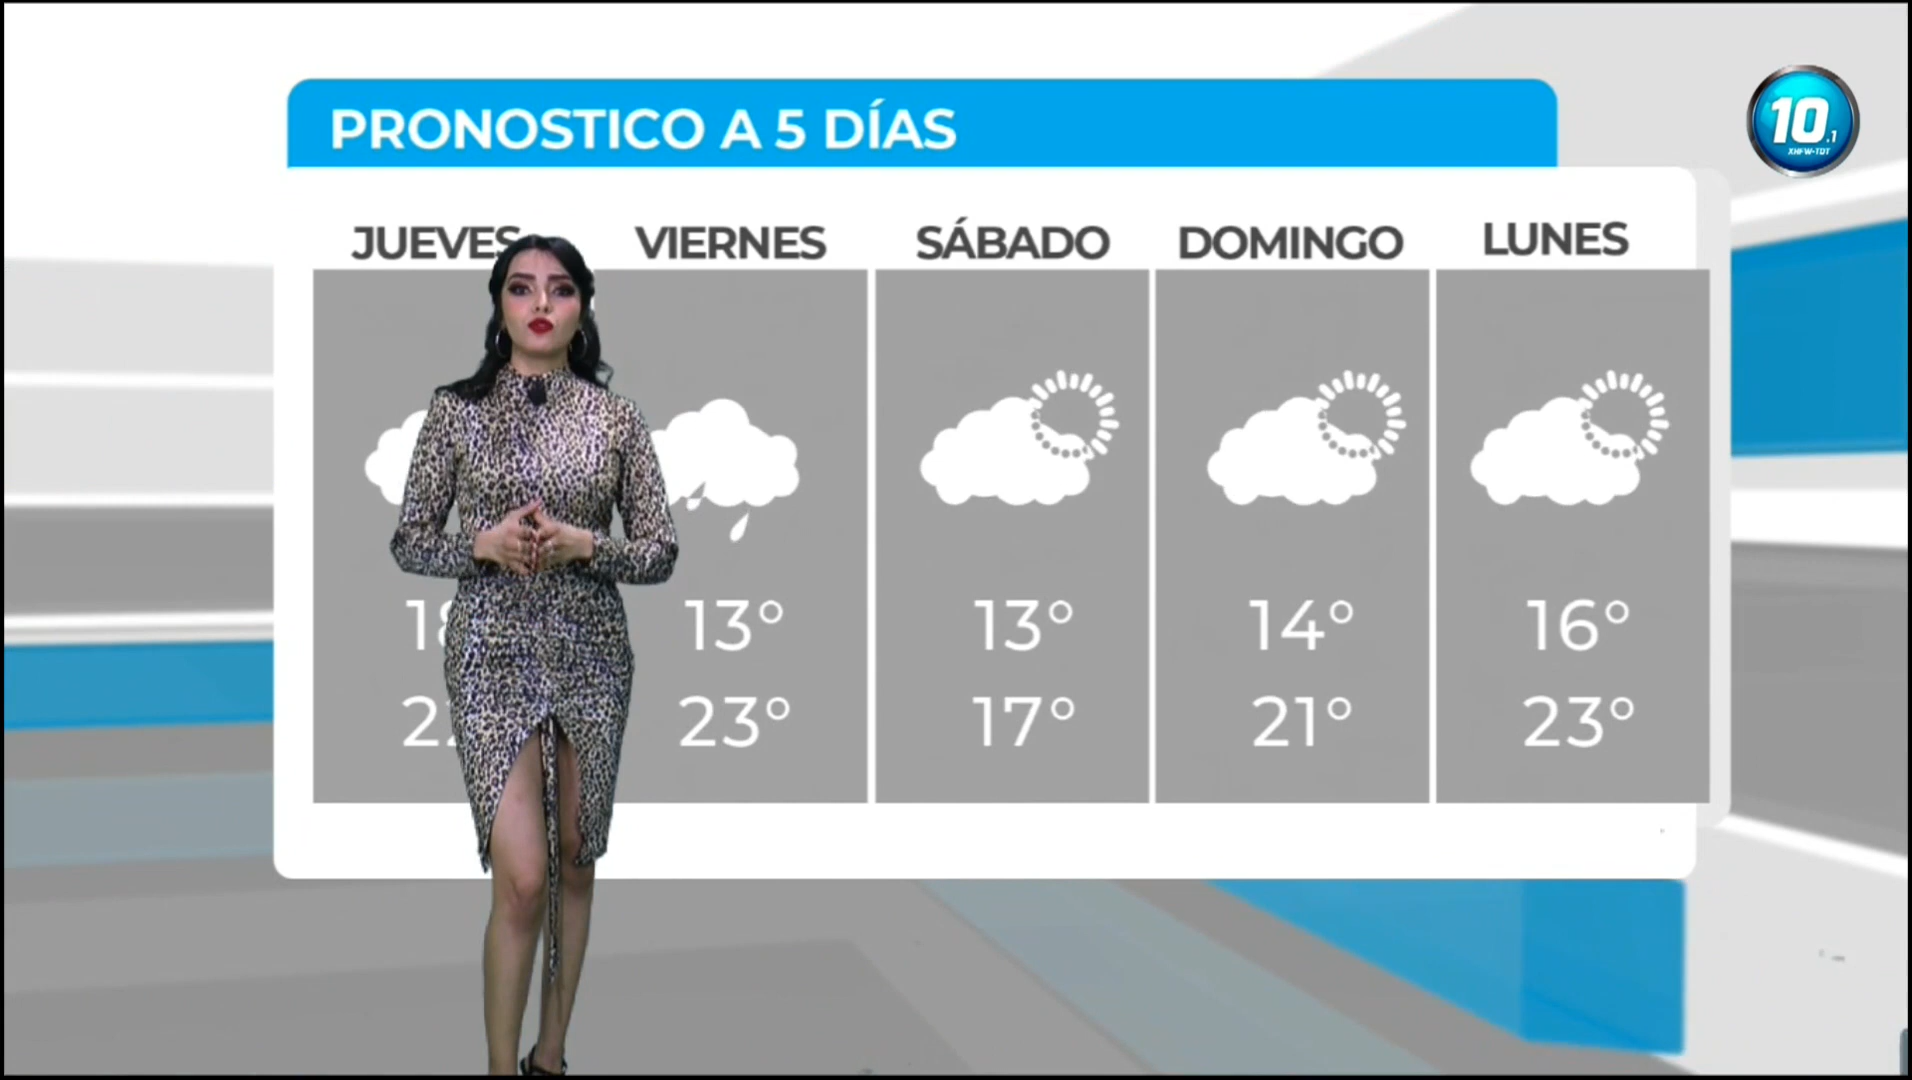 PRONOSTICO A 5 DÍAS
10.1
XHFW-TDT
JUEVES VIERNES SÁBADO DOMINGO LUNES
13° 13° 14° 16°
23° 17° 21° 23°